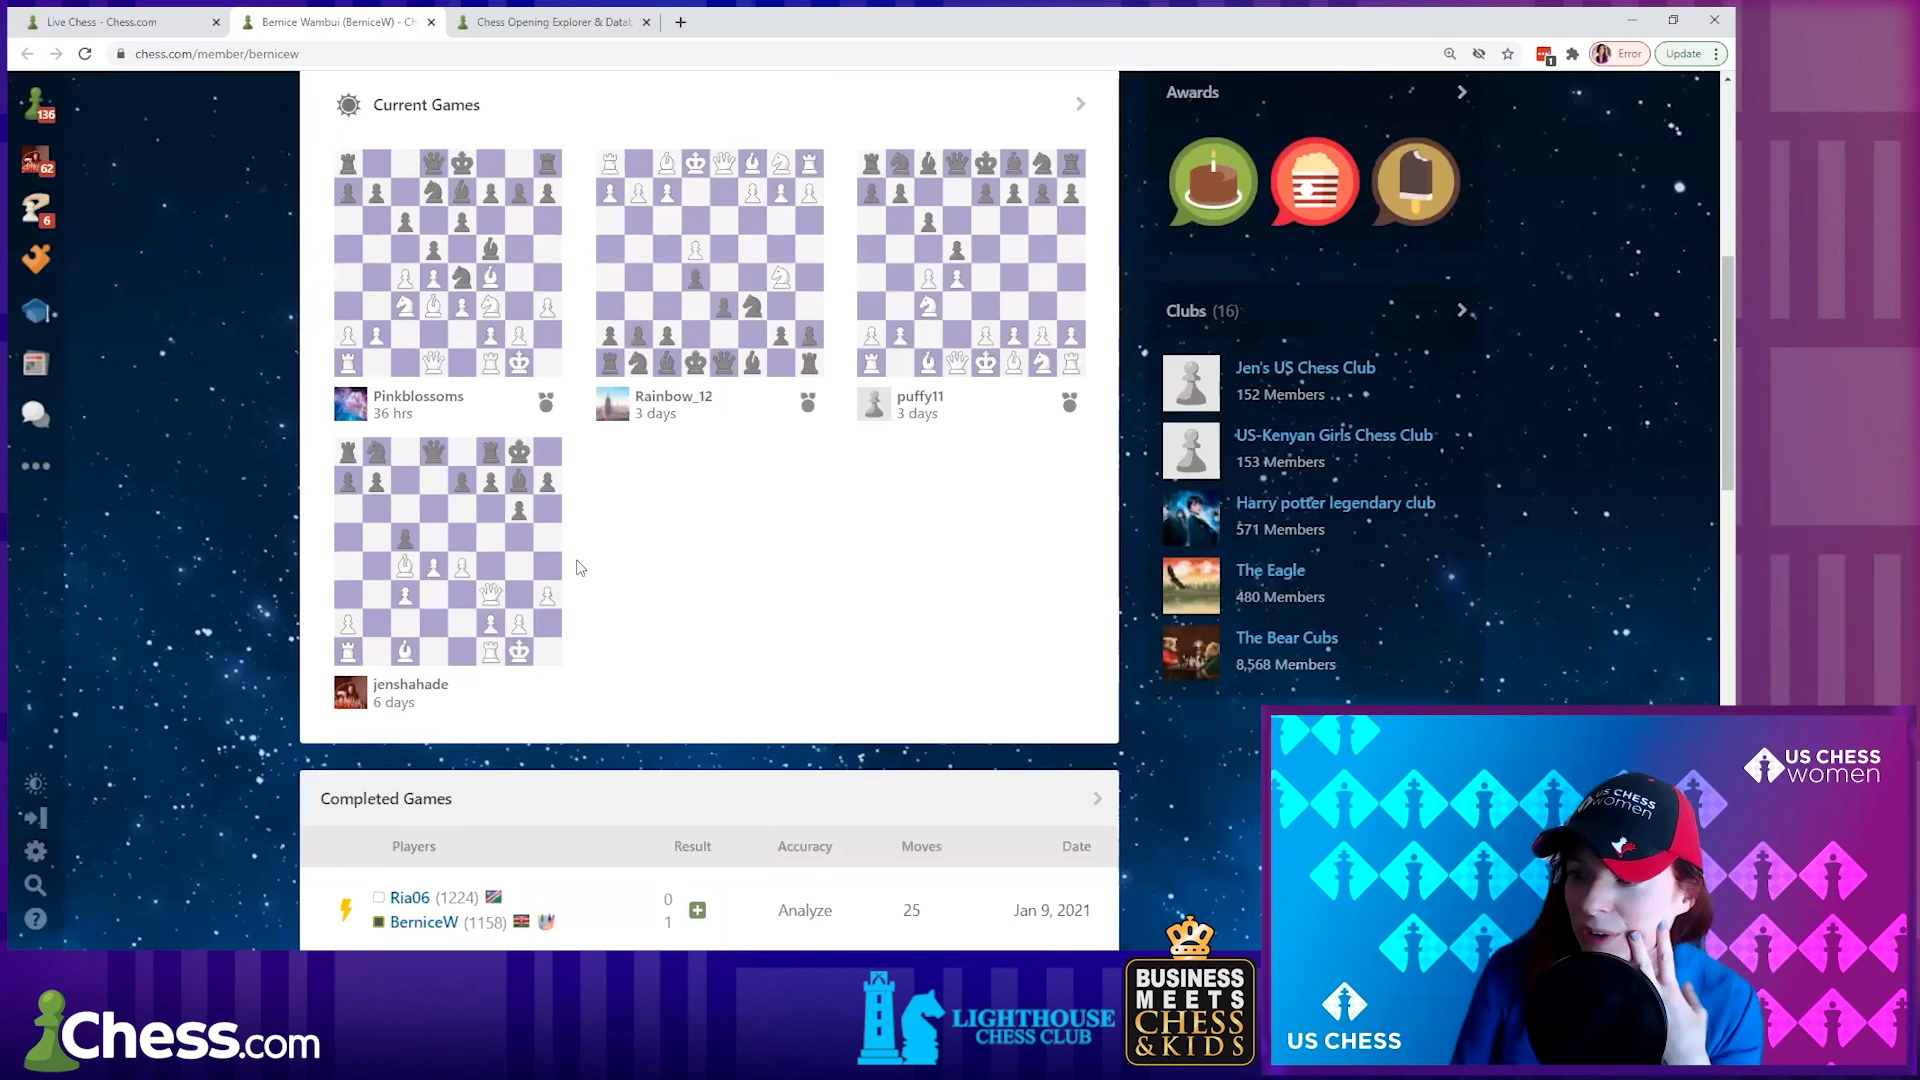 Live Chess - Chess.com
Bernice Wambui (BerniceW) - Ch
Chess Opening Explorer & Datab
chess.com/member/bernicew
1
Error
Update
136
62
6
Current Games
Pinkblossoms
36 hrs
Rainbow_12
3 days
puffy11
3 days
jenshahade
6 days
Completed Games
Players
Result
Accuracy
Moves
Date
Ria06 (1224)
0
BerniceW (1158)
1
Analyze
25
Jan 9, 2021
Awards
Clubs (16)
Jen's US Chess Club
152 Members
US-Kenyan Girls Chess Club
153 Members
Harry potter legendary club
571 Members
The Eagle
480 Members
The Bear Cubs
8,568 Members
US CHESS
women
US CHESS
women
US CHESS
Chess.com
LIGHTHOUSE
CHESS CLUB
BUSINESS
MEETS
CHESS
& KIDS